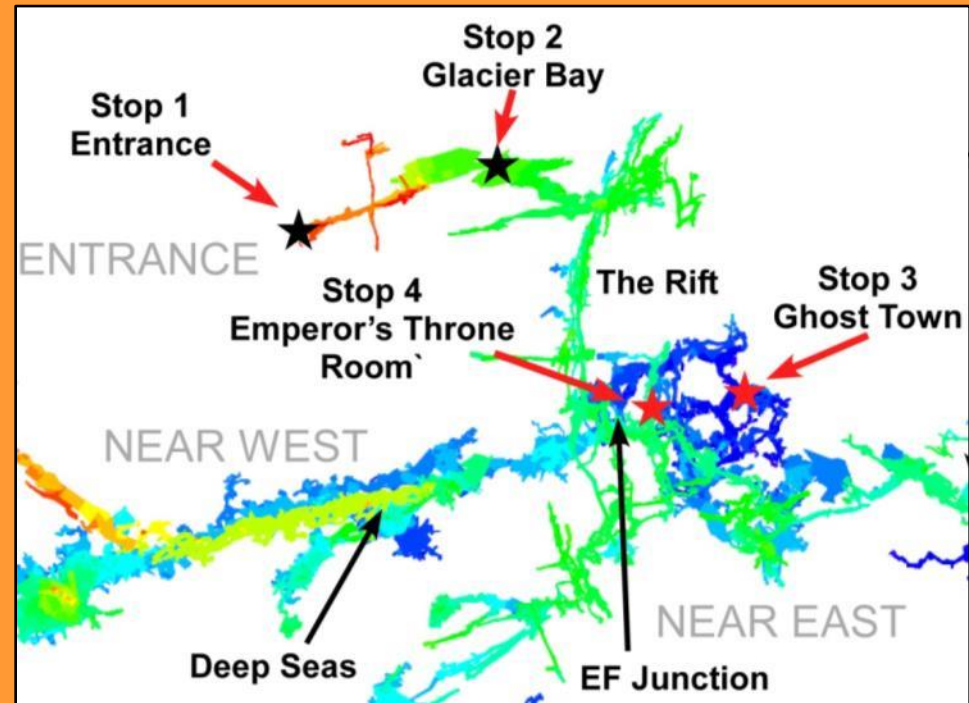 Stop 2
Glacier Bay
Stop 1
Entrance
ENTRANCE
The Rift
Stop 3
Ghost Town
Stop 4
Emperor's Throne
Room`
NEAR WEST
NEAR EAST
Deep Seas
EF Junction